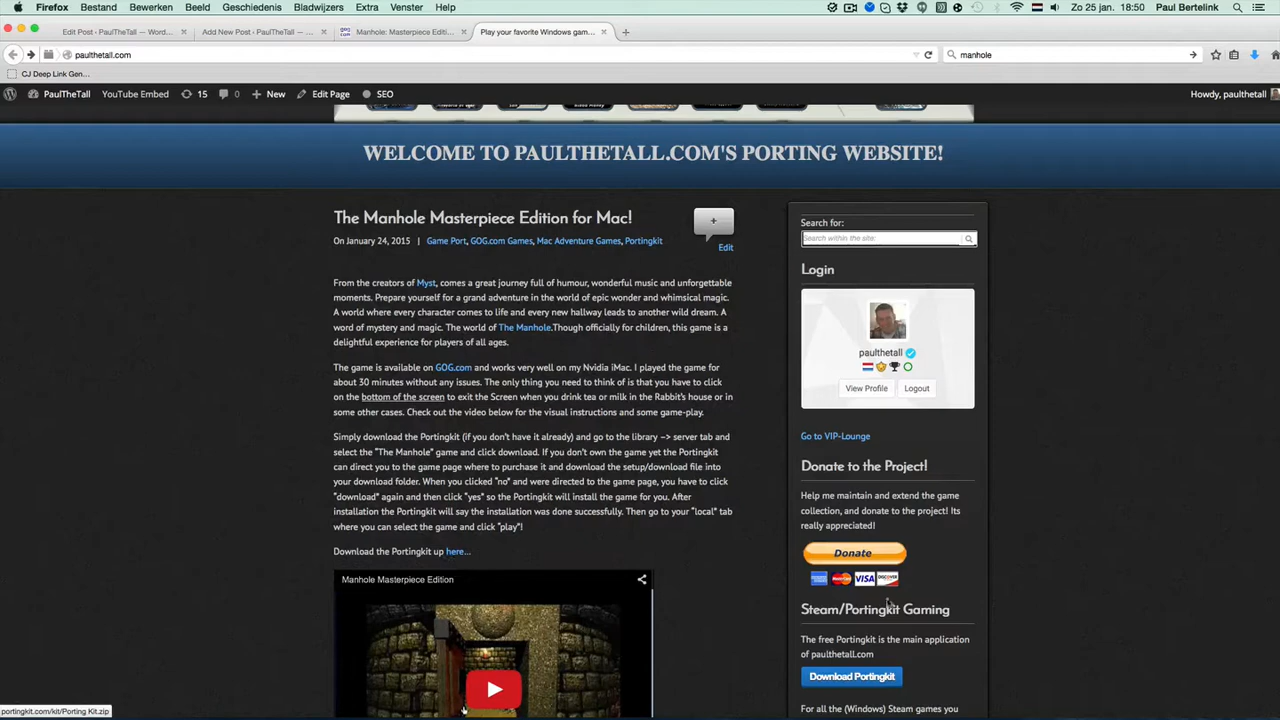 Firefox Bestand Bewerken Beeld Geschiedenis Bladwijzers Extra Venster Help Zo 25 jan. 18:50 Paul Bertelink
Edit Post ‹ PaulTheTall — Word… × Add New Post ‹ PaulTheTall — … × Manhole: Masterpiece Editi… × Play your favorite Windows gam… × +
paulthetall.com manhole
CJ Deep Link Gen…
PaulTheTall YouTube Embed 15 0 + New Edit Page SEO Howdy, paulthetall
WELCOME TO PAULTHETALL.COM'S PORTING WEBSITE!
The Manhole Masterpiece Edition for Mac!
+
On January 24, 2015 | Game Port, GOG.com Games, Mac Adventure Games, Portingkit
Edit
From the creators of Myst, comes a great journey full of humour, wonderful music and unforgettable
moments. Prepare yourself for a grand adventure in the world of epic wonder and whimsical magic.
A world where every character comes to life and every new hallway leads to another wild dream. A
word of mystery and magic. The world of The Manhole.Though officially for children, this game is a
delightful experience for players of all ages.
The game is available on GOG.com and works very well on my Nvidia iMac. I played the game for
about 30 minutes without any issues. The only thing you need to think of is that you have to click
on the bottom of the screen to exit the Screen when you drink tea or milk in the Rabbit's house or in
some other cases. Check out the video below for the visual instructions and some game-play.
Simply download the Portingkit (if you don't have it already) and go to the library –> server tab and
select the "The Manhole" game and click download. If you don't own the game yet the Portingkit
can direct you to the game page where to purchase it and download the setup/download file into
your download folder. When you clicked "no" and were directed to the game page, you have to click
"download" again and then click "yes" so the Portingkit will install the game for you. After
installation the Portingkit will say the installation was done successfully. Then go to your "local" tab
where you can select the game and click "play"!
Download the Portingkit up here…
Manhole Masterpiece Edition
Search for:
Search within the site:
Login
paulthetall
View Profile Logout
Go to VIP-Lounge
Donate to the Project!
Help me maintain and extend the game
collection, and donate to the project! Its
really appreciated!
Donate
MasterCard VISA DISCOVER
Steam/Portingkit Gaming
The free Portingkit is the main application
of paulthetall.com
Download Portingkit
For all the (Windows) Steam games you
portingkit.com/kit/Porting Kit.zip